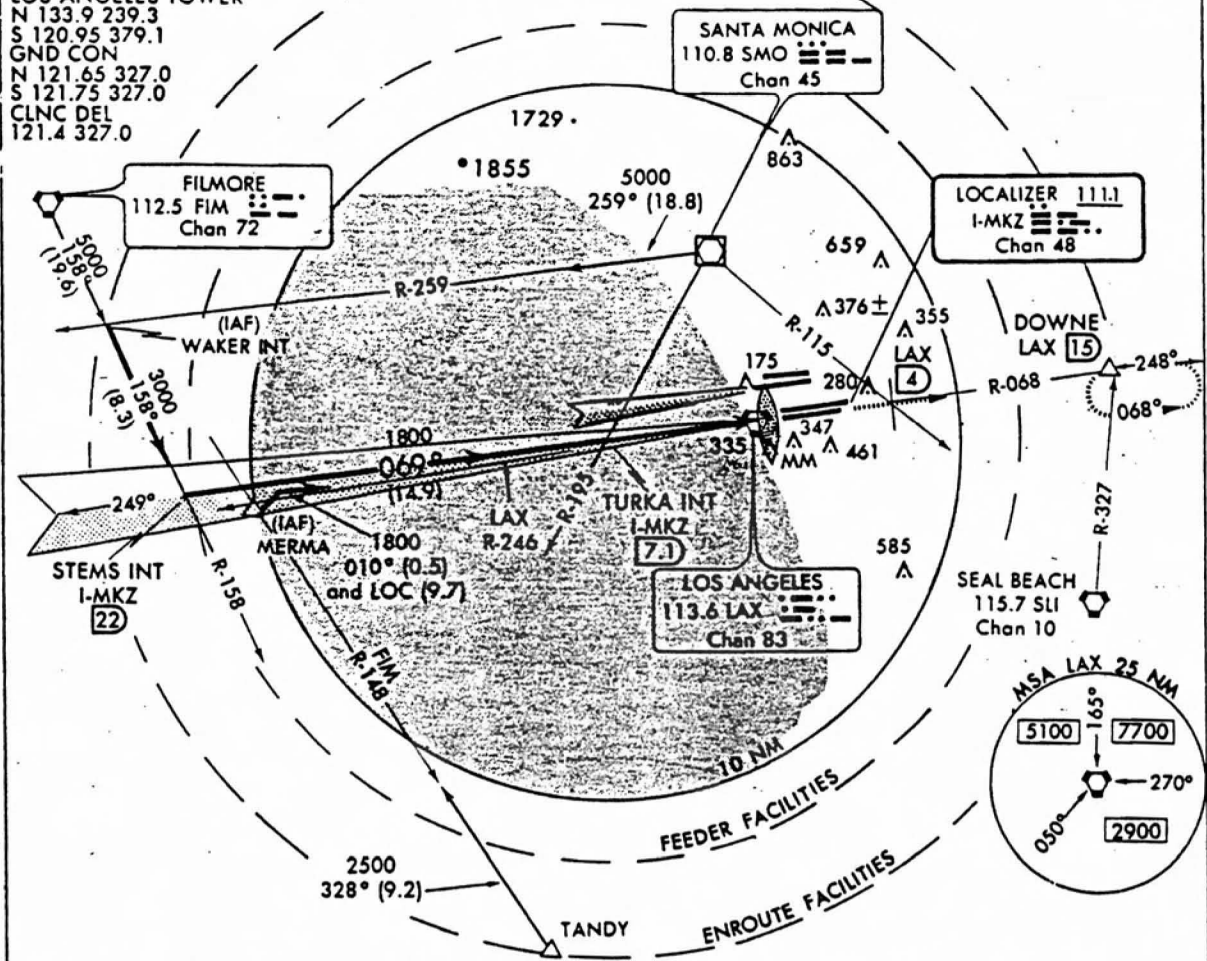 LOS ANGELES TOWER
N 133.9 239.3
S 120.95 379.1
GND CON
N 121.65 327.0
S 121.75 327.0
CLNC DEL
121.4 327.0
SANTA MONICA
110.8 SMO
Chan 45
1729
863
1855
FILMORE
112.5 FIM
Chan 72
5000
259° (18.8)
LOCALIZER 111.1
I-MKZ
Chan 48
5000
158°
(19.6)
659
R-259
(IAF)
WAKER INT
376 ±
355
R-115
DOWNE
LAX 15
LAX
4
175
280
248°
R-068
068°
3000
158°
(8.3)
1800
069°
(14.9)
335
347
461
MM
249°
R-195
TURKA INT
I-MKZ
7.1
LAX
R-246
(IAF)
MERMA
1800
010° (0.5)
and LOC (9.7)
R-327
STEMS INT
I-MKZ
22
R-158
585
LOS ANGELES
113.6 LAX
Chan 83
SEAL BEACH
115.7 SLI
Chan 10
FIM
R-148
MSA LAX 25 NM
5100
165°
7700
270°
050°
2900
10 NM
FEEDER FACILITIES
2500
328° (9.2)
ENROUTE FACILITIES
TANDY